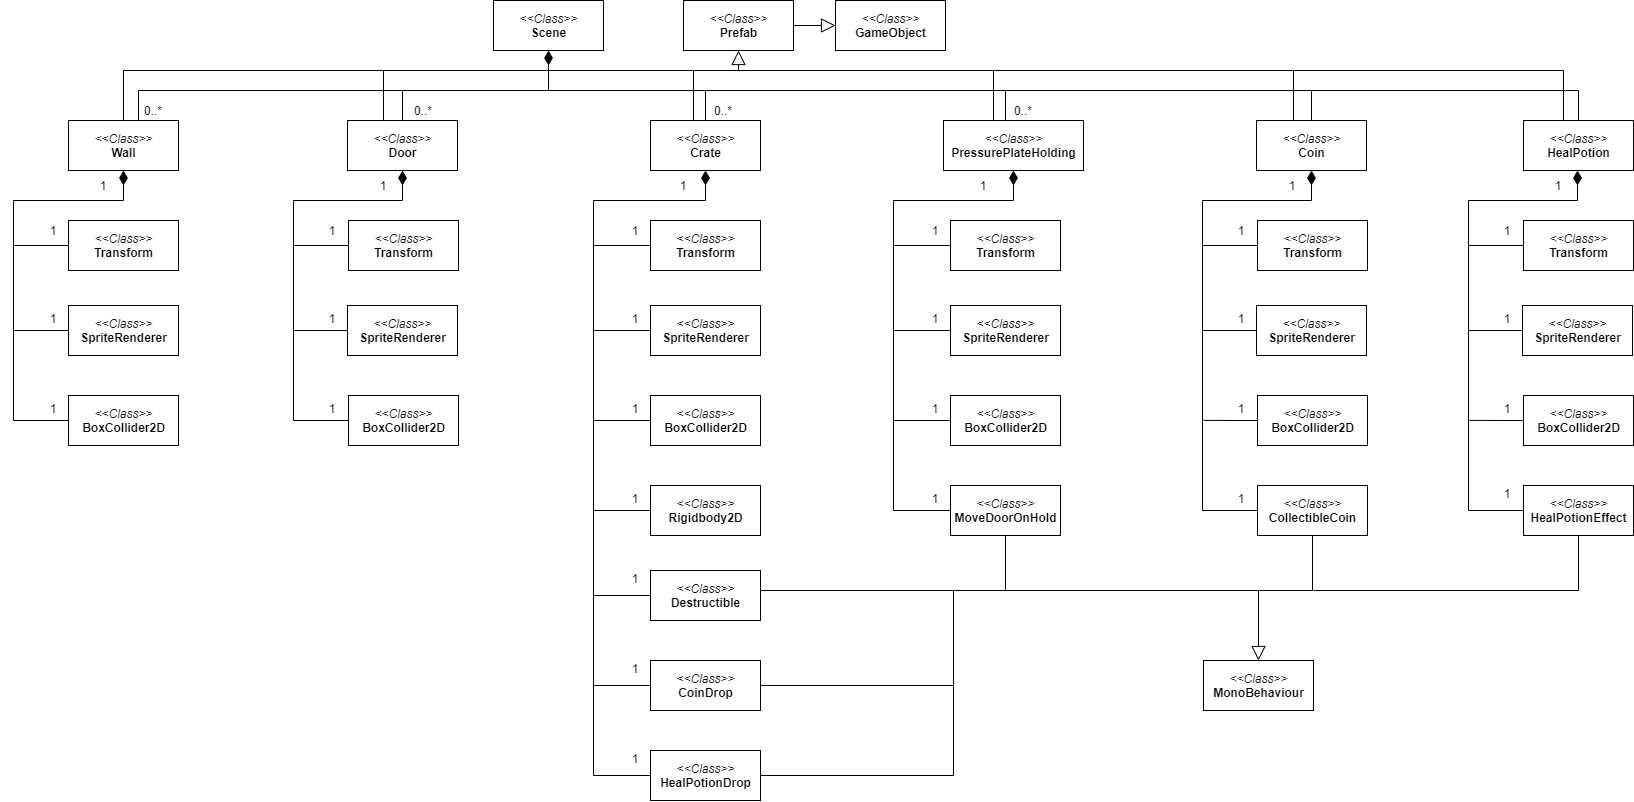 <<Class>>
Scene
<<Class>>
Prefab
<<Class>>
GameObject
0..*
0..*
0..*
0..*
<<Class>>
Wall
<<Class>>
Door
<<Class>>
Crate
<<Class>>
PressurePlateHolding
<<Class>>
Coin
<<Class>>
HealPotion
1
1
1
1
1
1
1
<<Class>>
Transform
1
<<Class>>
Transform
1
<<Class>>
Transform
1
<<Class>>
Transform
1
<<Class>>
Transform
1
<<Class>>
Transform
1
<<Class>>
SpriteRenderer
1
<<Class>>
SpriteRenderer
1
<<Class>>
SpriteRenderer
1
<<Class>>
SpriteRenderer
1
<<Class>>
SpriteRenderer
1
<<Class>>
SpriteRenderer
1
<<Class>>
BoxCollider2D
1
<<Class>>
BoxCollider2D
1
<<Class>>
BoxCollider2D
1
<<Class>>
BoxCollider2D
1
<<Class>>
BoxCollider2D
1
<<Class>>
BoxCollider2D
1
<<Class>>
Rigidbody2D
1
<<Class>>
MoveDoorOnHold
1
<<Class>>
CollectibleCoin
1
<<Class>>
HealPotionEffect
1
<<Class>>
Destructible
1
<<Class>>
CoinDrop
<<Class>>
MonoBehaviour
1
<<Class>>
HealPotionDrop